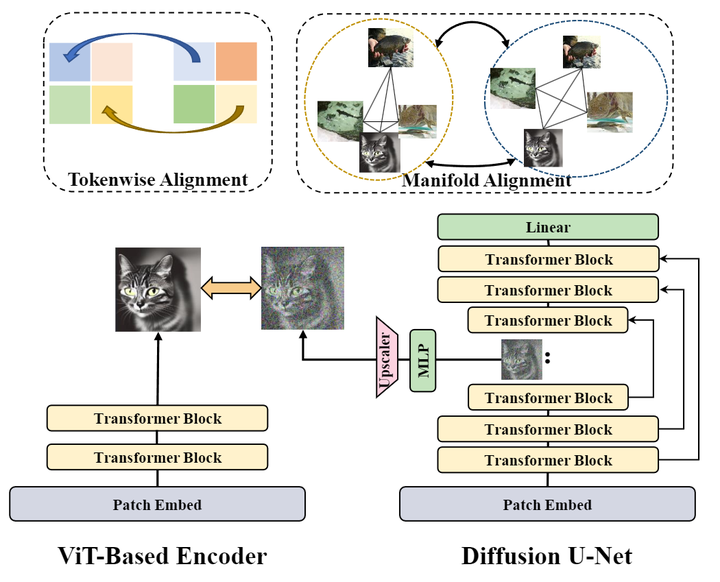 Tokenwise Alignment
Manifold Alignment
Linear
Transformer Block
Transformer Block
Transformer Block
Upscaler
MLP
Transformer Block
Transformer Block
Transformer Block
Transformer Block
Transformer Block
Patch Embed
Patch Embed
ViT-Based Encoder
Diffusion U-Net